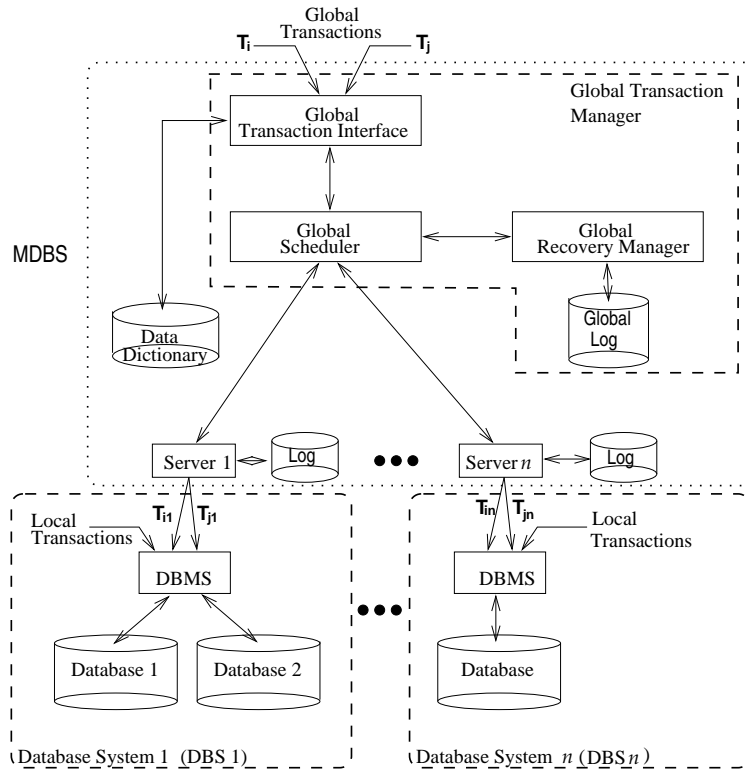 Global
Transactions
Ti
Tj
Global Transaction
Manager
Global
Transaction Interface
Global
Scheduler
Global
Recovery Manager
MDBS
Data
Dictionary
Global
Log
Server 1
Log
Server n
Log
Local
Transactions
Ti1
Tj1
Tin
Tjn
Local
Transactions
DBMS
DBMS
Database 1
Database 2
Database
Database System 1 (DBS 1)
Database System n (DBS n)